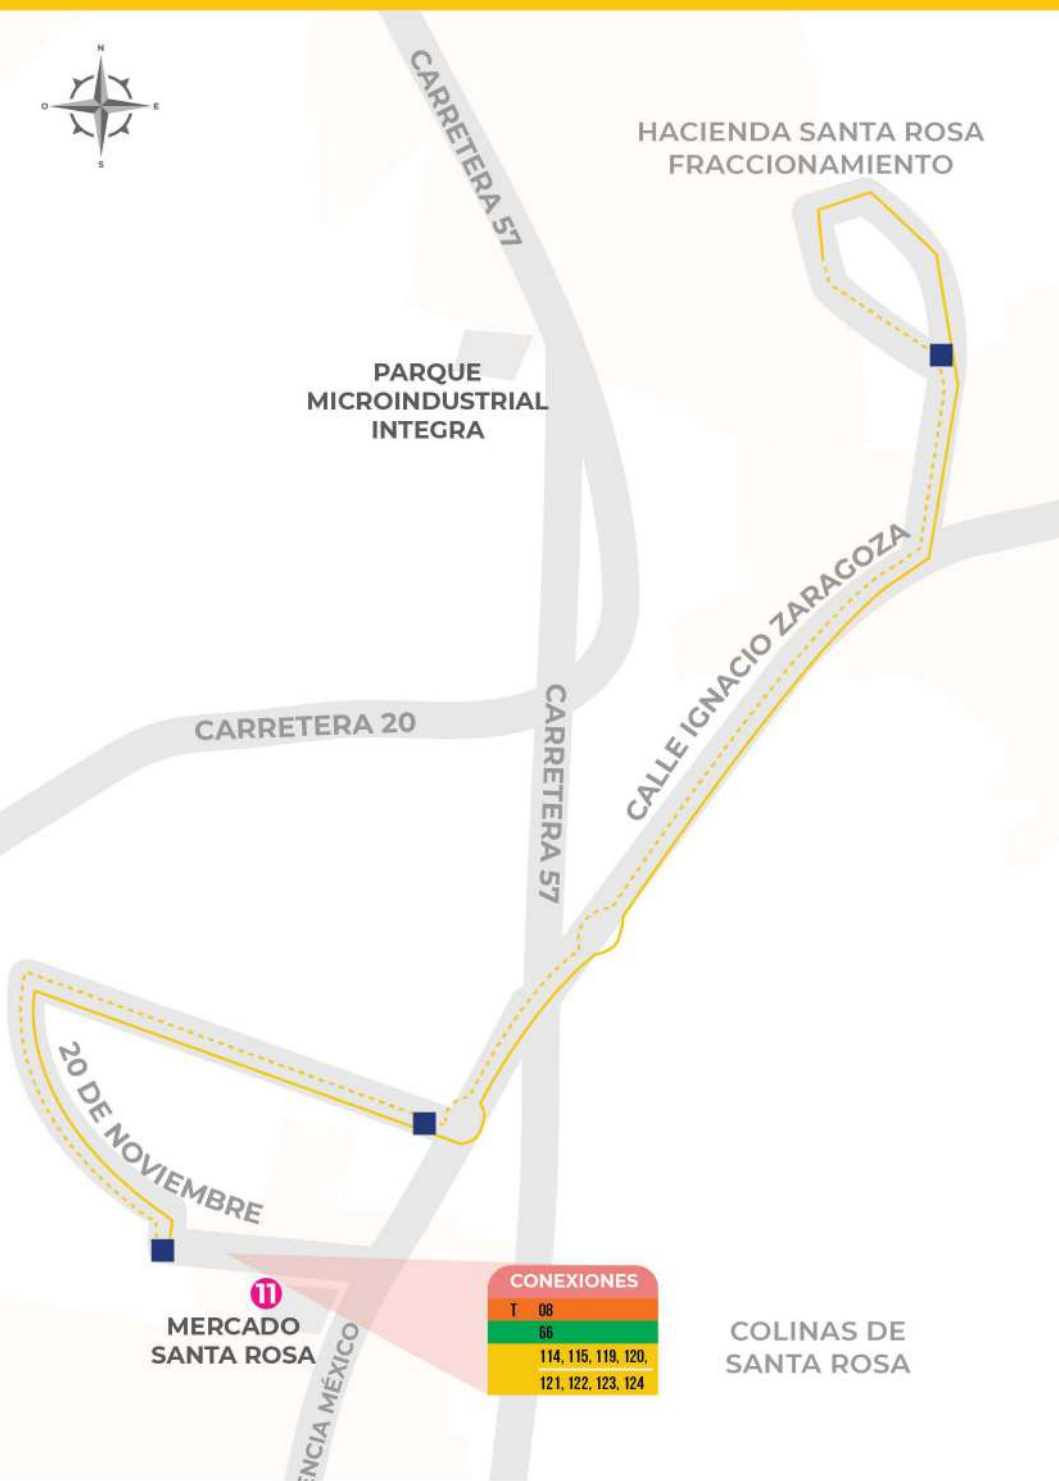 N
O
E
S
CARRETERA 57
HACIENDA SANTA ROSA
FRACCIONAMIENTO
PARQUE
MICROINDUSTRIAL
INTEGRA
CALLE IGNACIO ZARAGOZA
CARRETERA 20
CARRETERA 57
20 DE NOVIEMBRE
11
MERCADO
SANTA ROSA
ENCIA MÉXICO
CONEXIONES
T 08
66
114, 115, 119, 120,
121, 122, 123, 124
COLINAS DE
SANTA ROSA